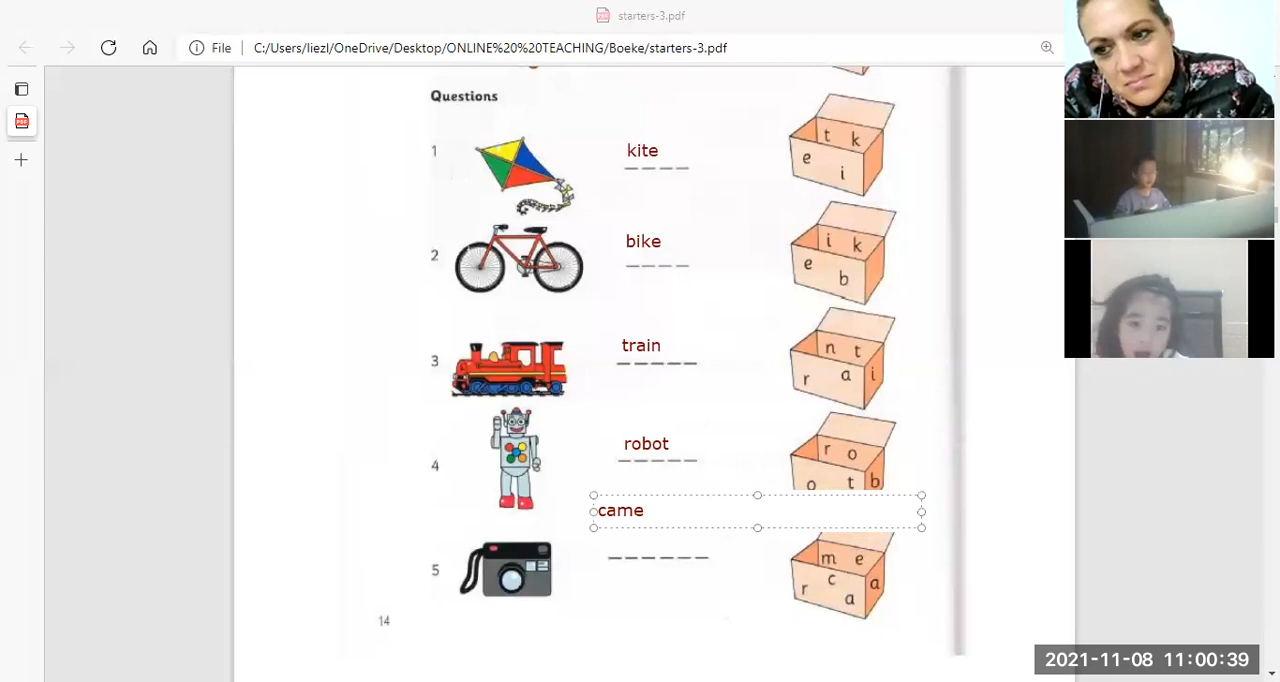 starters-3.pdf
File C:/Users/liezl/OneDrive/Desktop/ONLINE%20%20TEACHING/Boeke/starters-3.pdf
Questions
1 kite t k e i
2 bike i k e b
3 train n t r a i
4 robot r o o t b
came
5 m e c a r a
14
2021-11-08 11:00:39